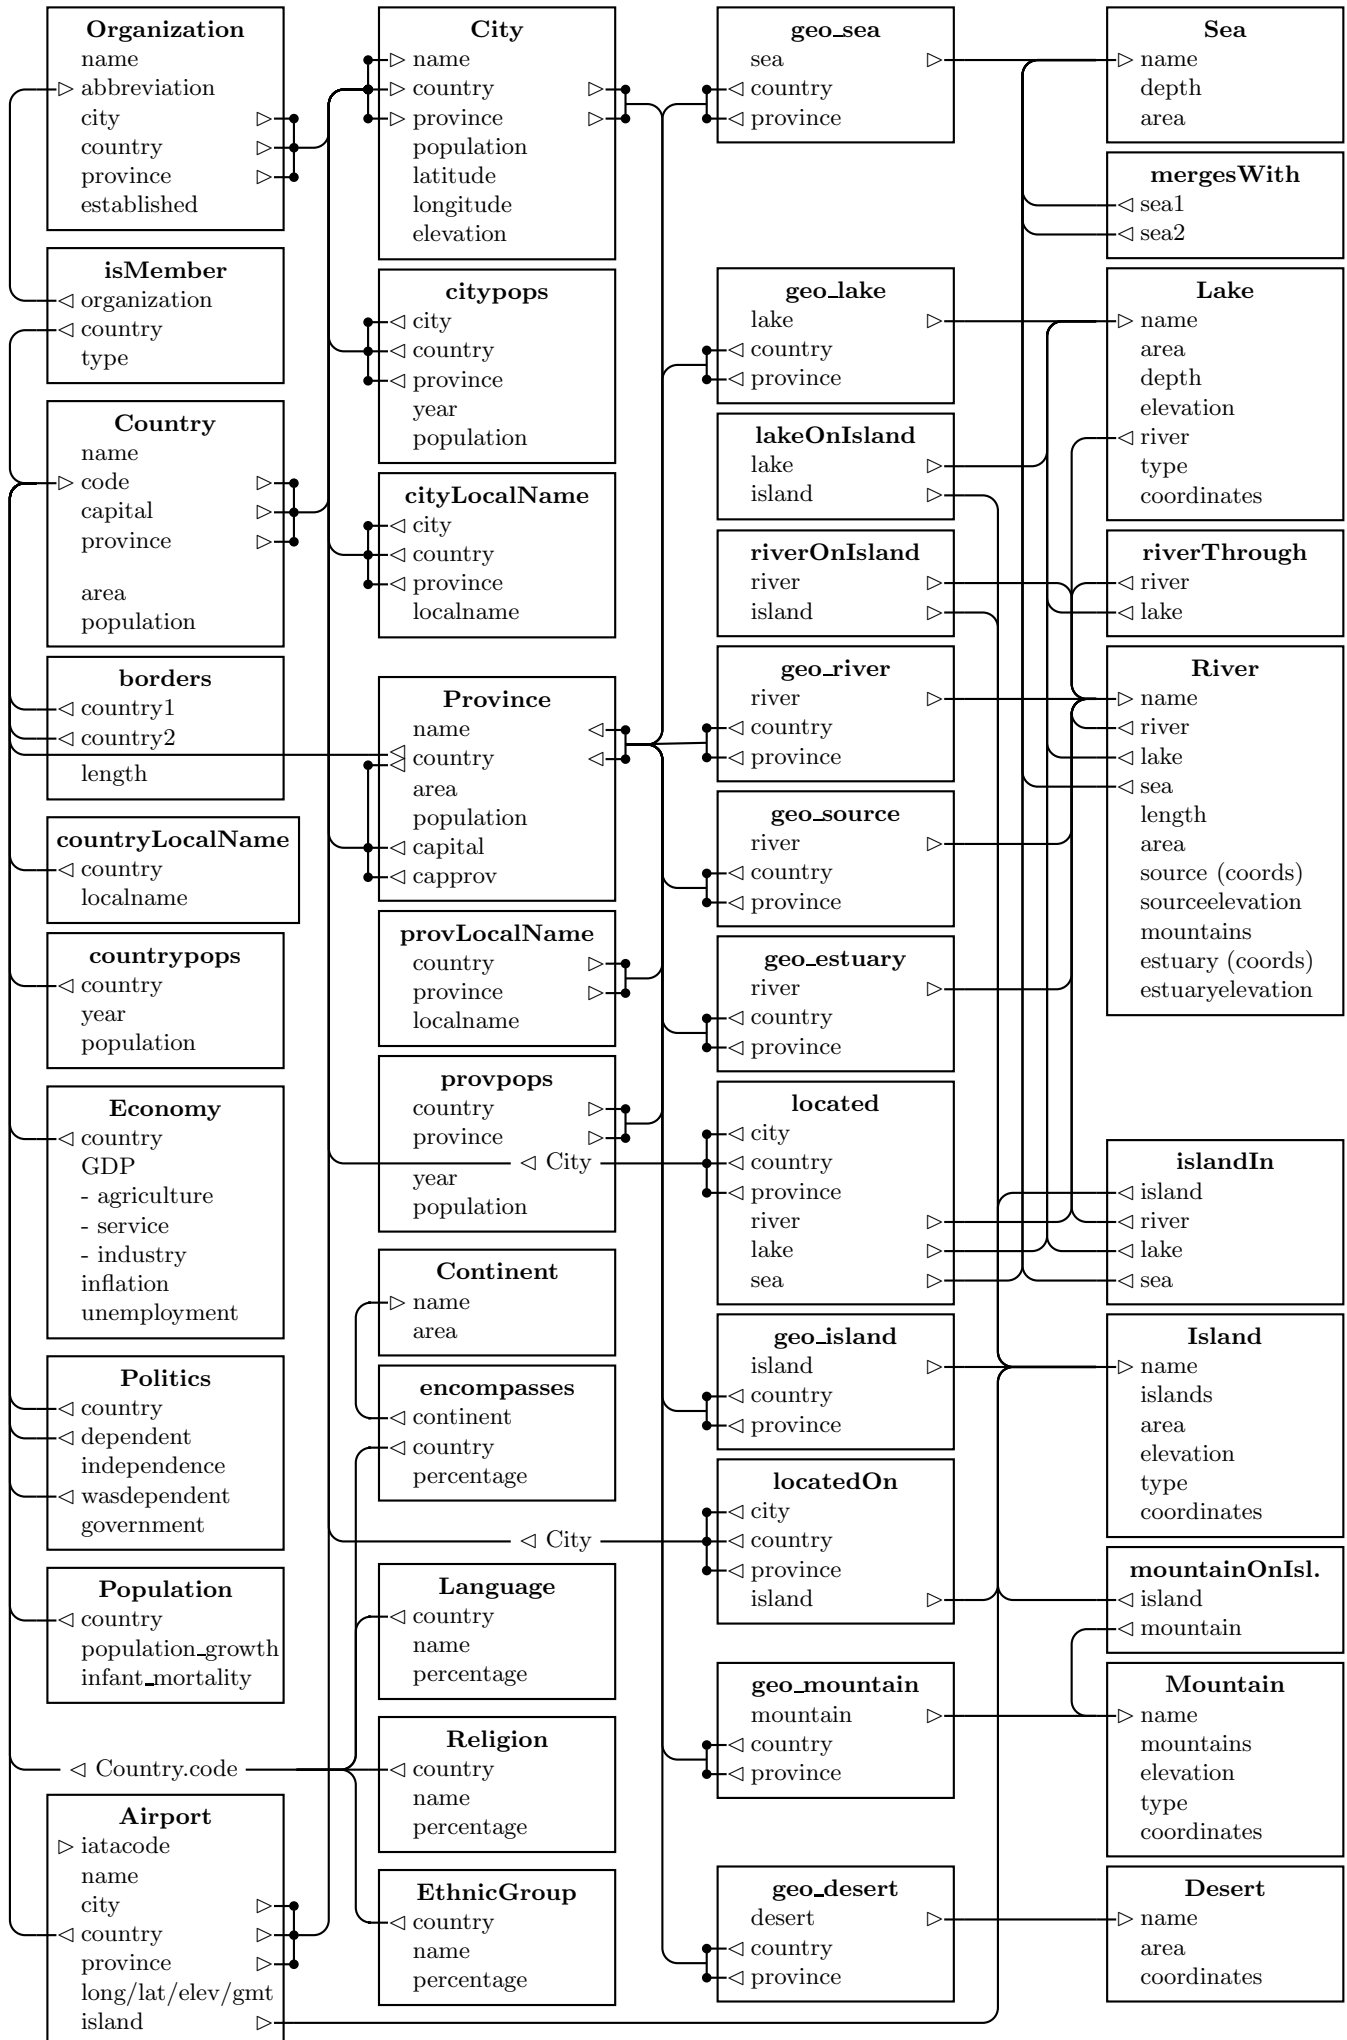 Organization
name
abbreviation
city
country
province
established
isMember
organization
country
type
Country
name
code
capital
province
area
population
borders
country1
country2
length
countryLocalName
country
localname
countrypops
country
year
population
Economy
country
GDP
- agriculture
- service
- industry
inflation
unemployment
Politics
country
dependent
independence
wasdependent
government
Population
country
population_growth
infant_mortality
Country.code
Airport
iatacode
name
city
country
province
long/lat/elev/gmt
island
City
name
country
province
population
latitude
longitude
elevation
citypops
city
country
province
year
population
cityLocalName
city
country
province
localname
Province
name
country
area
population
capital
capprov
provLocalName
country
province
localname
provpops
country
province
City
year
population
Continent
name
area
encompasses
continent
country
percentage
City
Language
country
name
percentage
Religion
country
name
percentage
EthnicGroup
country
name
percentage
geo_sea
sea
country
province
geo_lake
lake
country
province
lakeOnIsland
lake
island
riverOnIsland
river
island
geo_river
river
country
province
geo_source
river
country
province
geo_estuary
river
country
province
located
city
country
province
river
lake
sea
geo_island
island
country
province
locatedOn
city
country
province
island
geo_mountain
mountain
country
province
geo_desert
desert
country
province
Sea
name
depth
area
mergesWith
sea1
sea2
Lake
name
area
depth
elevation
river
type
coordinates
riverThrough
river
lake
River
name
river
lake
sea
length
area
source (coords)
sourceelevation
mountains
estuary (coords)
estuaryelevation
islandIn
island
river
lake
sea
Island
name
islands
area
elevation
type
coordinates
mountainOnIsl.
island
mountain
Mountain
name
mountains
elevation
type
coordinates
Desert
name
area
coordinates